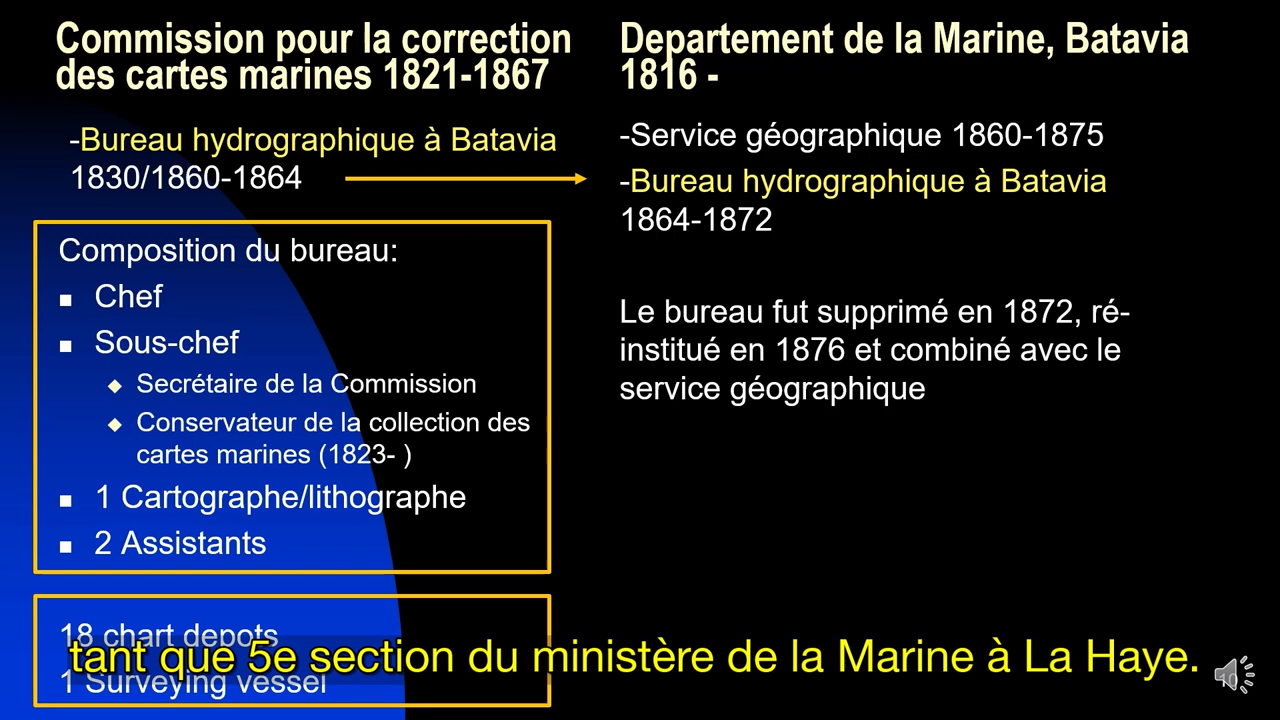 Commission pour la correction
des cartes marines 1821-1867
-Bureau hydrographique à Batavia
1830/1860-1864
Composition du bureau:
Chef
Sous-chef
Secrétaire de la Commission
Conservateur de la collection des
cartes marines (1823- )
1 Cartographe/lithographe
2 Assistants
18 chart depots
1 Surveying vessel
Departement de la Marine, Batavia
1816 -
-Service géographique 1860-1875
-Bureau hydrographique à Batavia
1864-1872
Le bureau fut supprimé en 1872, ré-
institué en 1876 et combiné avec le
service géographique
tant que 5e section du ministère de la Marine à La Haye.
10